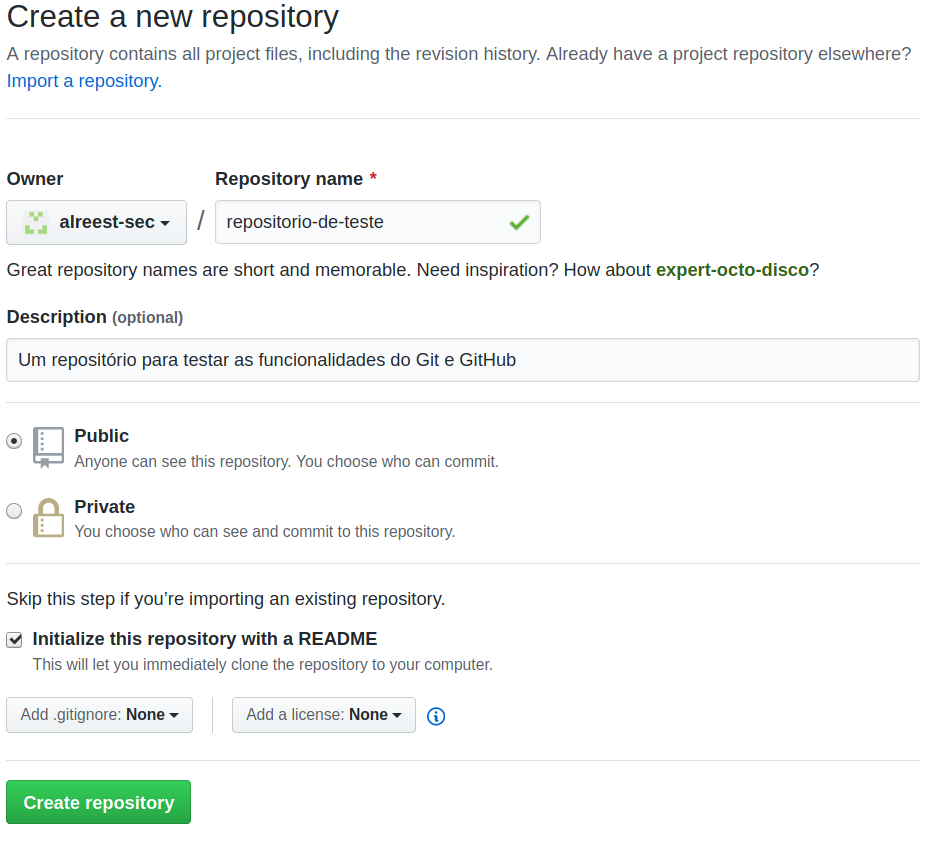 Create a new repository
A repository contains all project files, including the revision history. Already have a project repository elsewhere?
Import a repository.
Owner Repository name *
alreest-sec / repositorio-de-teste
Great repository names are short and memorable. Need inspiration? How about expert-octo-disco?
Description (optional)
Um repositório para testar as funcionalidades do Git e GitHub
Public
Anyone can see this repository. You choose who can commit.
Private
You choose who can see and commit to this repository.
Skip this step if you’re importing an existing repository.
Initialize this repository with a README
This will let you immediately clone the repository to your computer.
Add .gitignore: None Add a license: None
Create repository